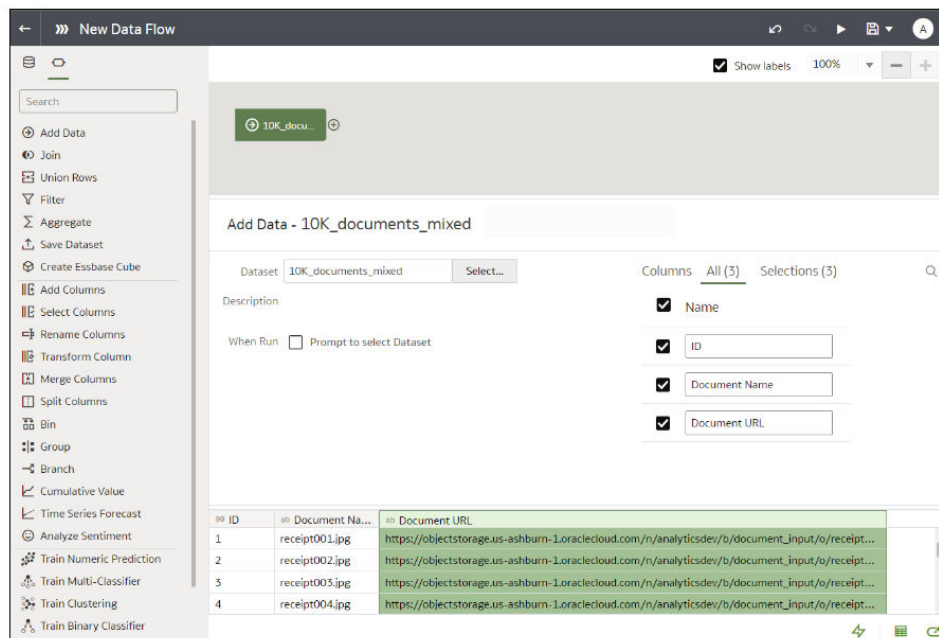 New Data Flow
A
Show labels 100%
Search
Add Data
Join
Union Rows
Filter
Aggregate
Save Dataset
Create Essbase Cube
Add Columns
Select Columns
Rename Columns
Transform Column
Merge Columns
Split Columns
Bin
Group
Branch
Cumulative Value
Time Series Forecast
Analyze Sentiment
Train Numeric Prediction
Train Multi-Classifier
Train Clustering
Train Binary Classifier
10K_docu...
Add Data - 10K_documents_mixed
Dataset 10K_documents_mixed Select...
Description
When Run Prompt to select Dataset
Columns All (3) Selections (3)
Name
ID
Document Name
Document URL
99 ID ab Document Na... ab Document URL
1 receipt001.jpg https://objectstorage.us-ashburn-1.oraclecloud.com/n/analyticsdev/b/document_input/o/receipt...
2 receipt002.jpg https://objectstorage.us-ashburn-1.oraclecloud.com/n/analyticsdev/b/document_input/o/receipt...
3 receipt003.jpg https://objectstorage.us-ashburn-1.oraclecloud.com/n/analyticsdev/b/document_input/o/receipt...
4 receipt004.jpg https://objectstorage.us-ashburn-1.oraclecloud.com/n/analyticsdev/b/document_input/o/receipt...